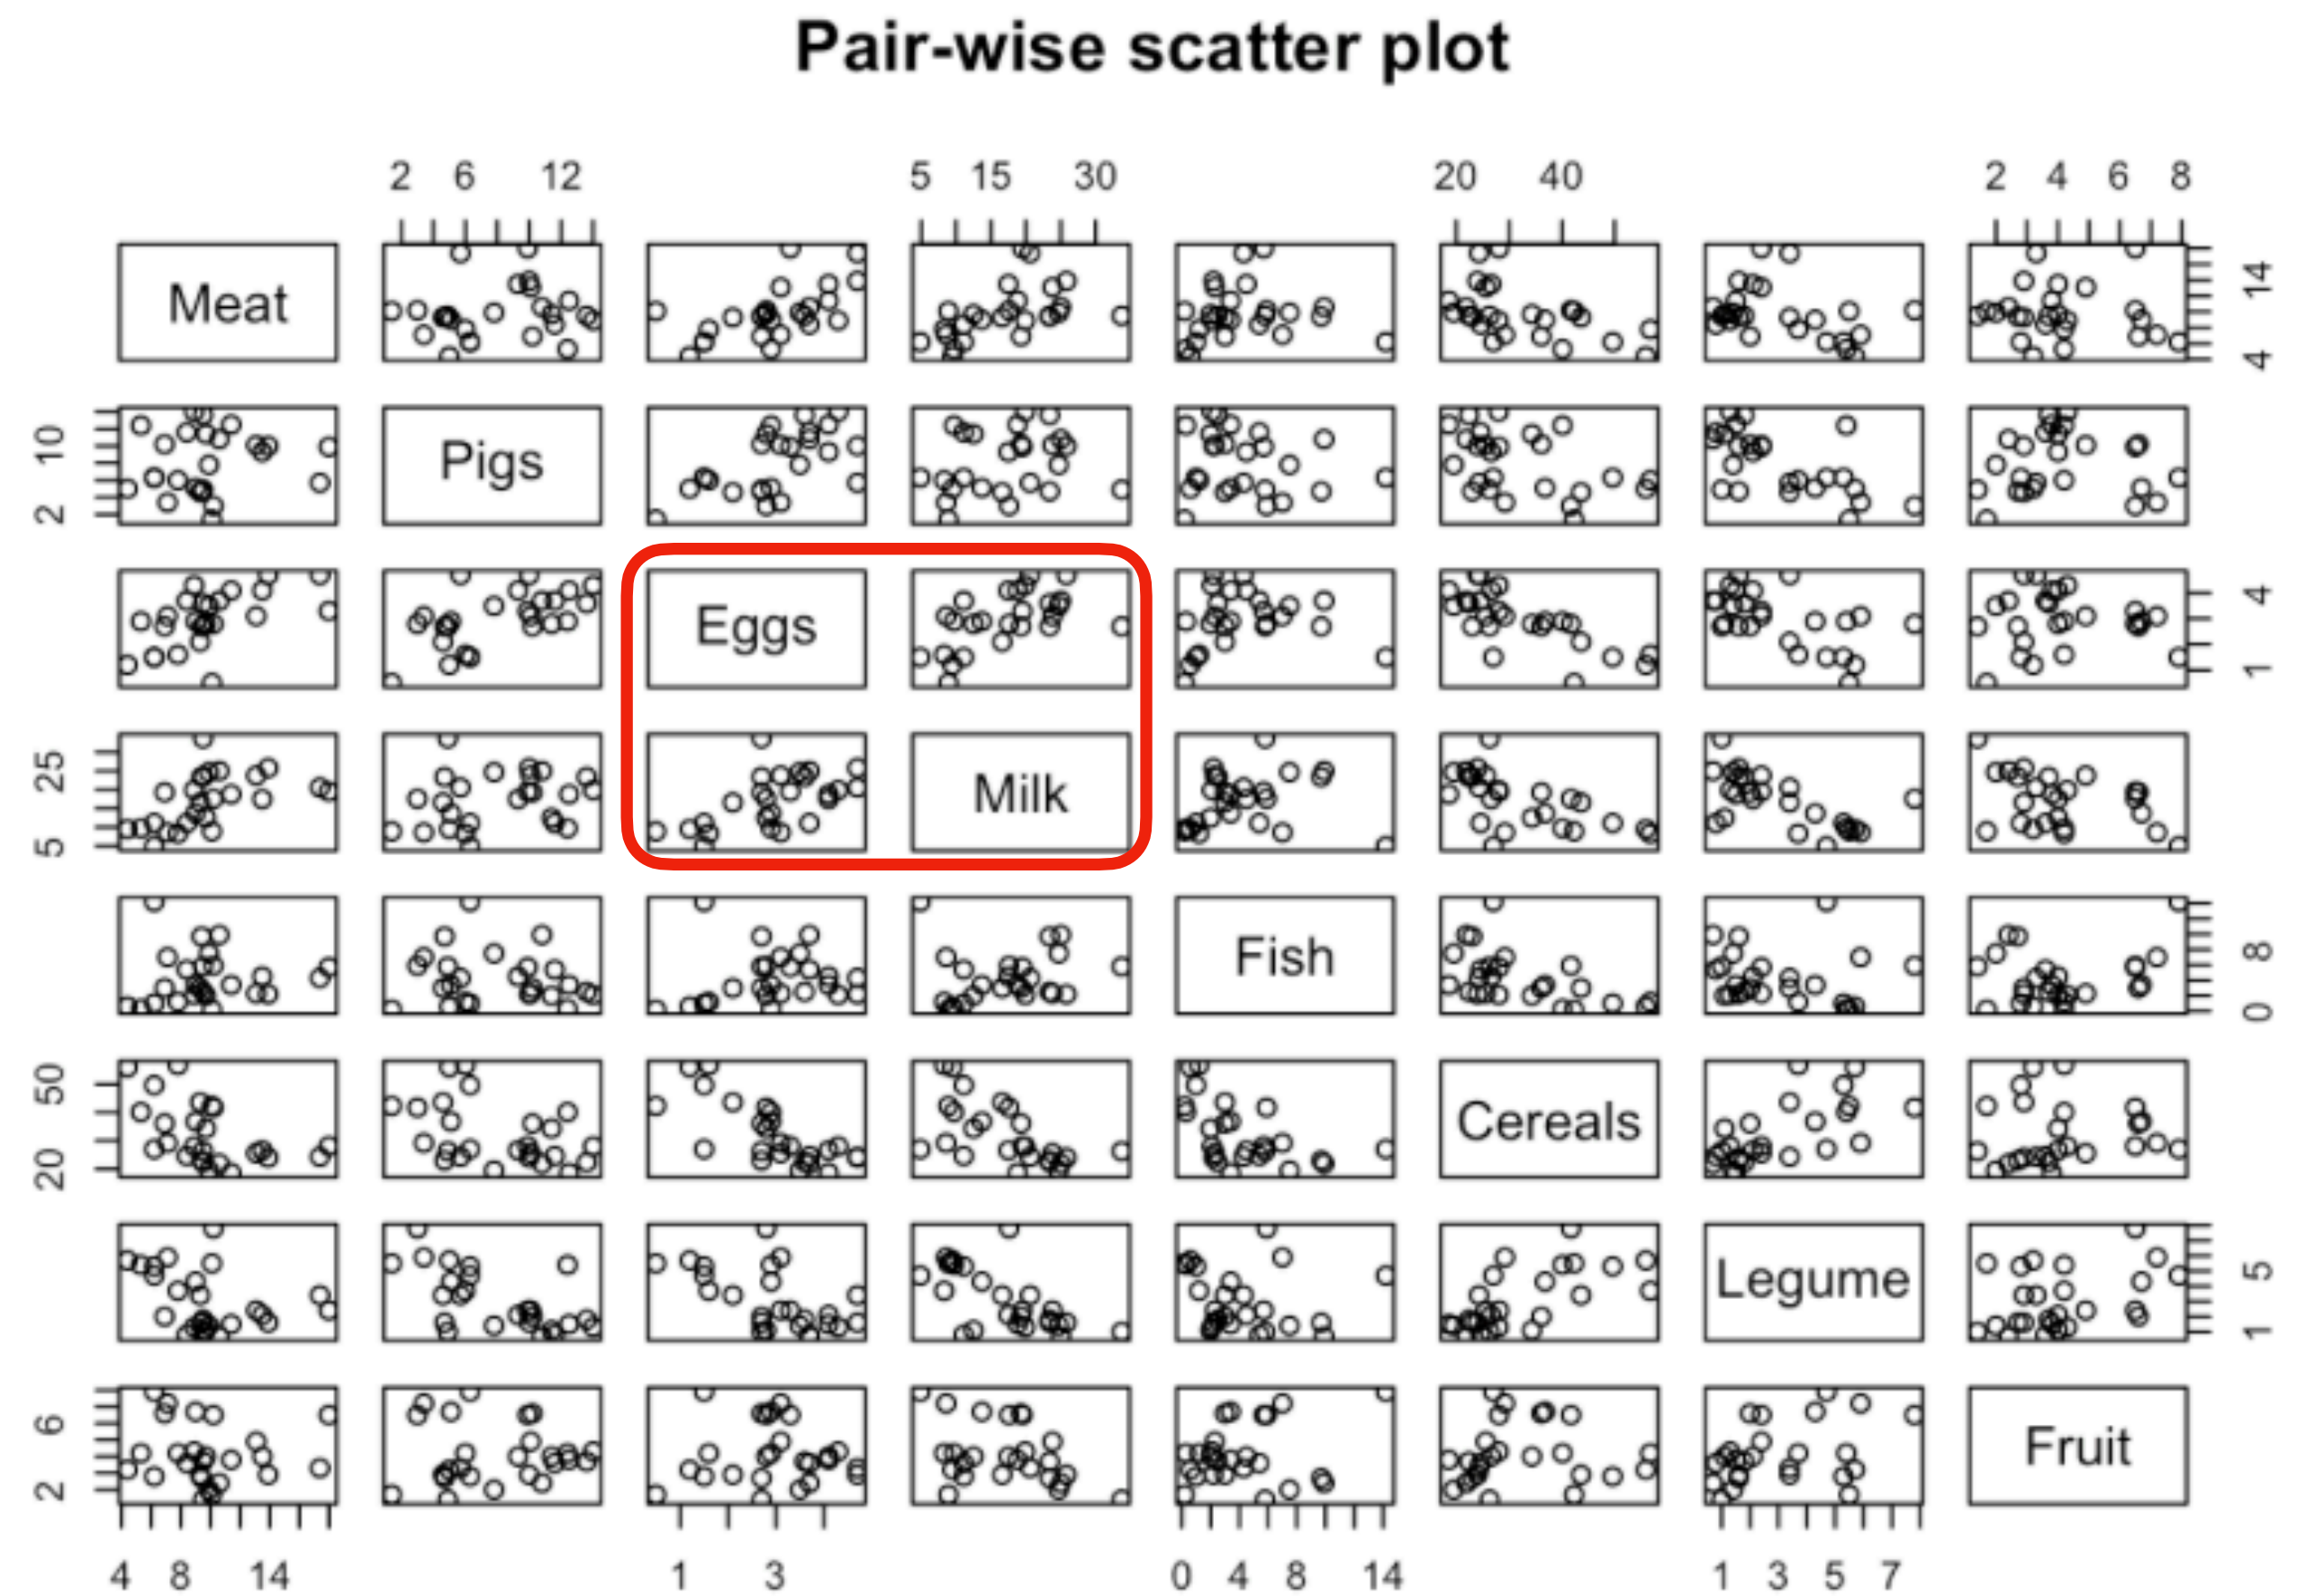 Pair-wise scatter plot
2 6 12 5 15 30 20 40 2 4 6 8
Meat 14 4
10 2 Pigs
Eggs 4 1
25 5 Milk
Fish 8 0
50 20 Cereals
Legume 5 1
6 2 Fruit
4 8 14 1 3 0 4 8 14 1 3 5 7